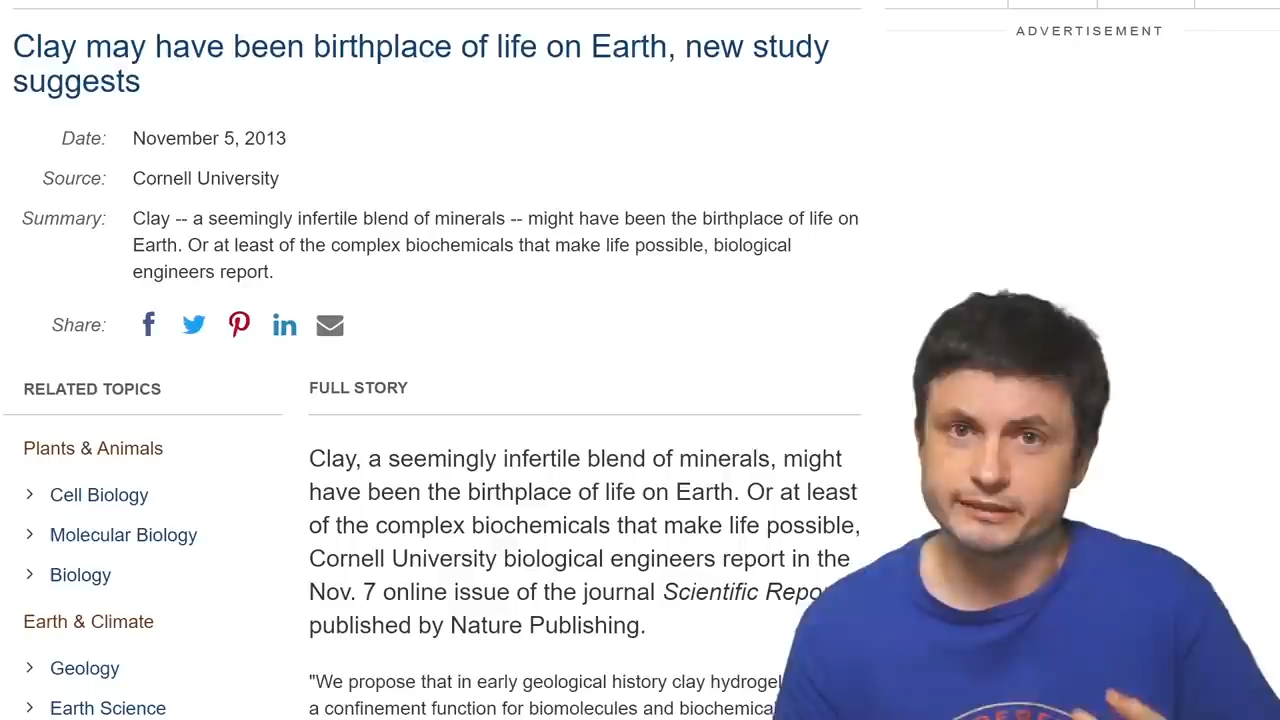 ADVERTISEMENT
Clay may have been birthplace of life on Earth, new study
suggests
Date: November 5, 2013
Source: Cornell University
Summary: Clay -- a seemingly infertile blend of minerals -- might have been the birthplace of life on
Earth. Or at least of the complex biochemicals that make life possible, biological
engineers report.
Share:
RELATED TOPICS
Plants & Animals
Cell Biology
Molecular Biology
Biology
Earth & Climate
Geology
Earth Science
FULL STORY
Clay, a seemingly infertile blend of minerals, might
have been the birthplace of life on Earth. Or at least
of the complex biochemicals that make life possible,
Cornell University biological engineers report in the
Nov. 7 online issue of the journal Scientific Repo
published by Nature Publishing.
"We propose that in early geological history clay hydrogel
a confinement function for biomolecules and biochemica